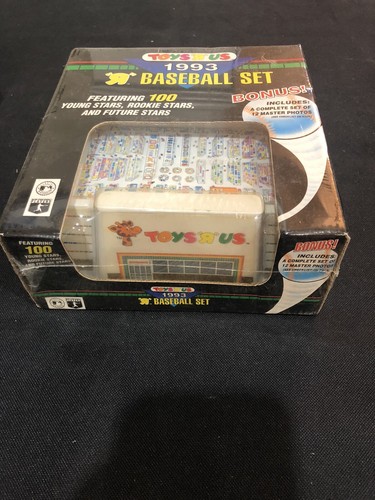 TOYS "R" US
1993
BASEBALL SET
FEATURING 100
YOUNG STARS, ROOKIE STARS,
AND FUTURE STARS
BONUS!
INCLUDES:
A COMPLETE SET OF
12 MASTER PHOTOS
TOYS "R" US.
FEATURING
100
YOUNG STARS,
ROOKIE STARS,
AND FUTURE
STARS
BONUS!
INCLUDES:
A COMPLETE SET OF
12 MASTER PHOTOS
TOYS "R" US
1993
BASEBALL SET